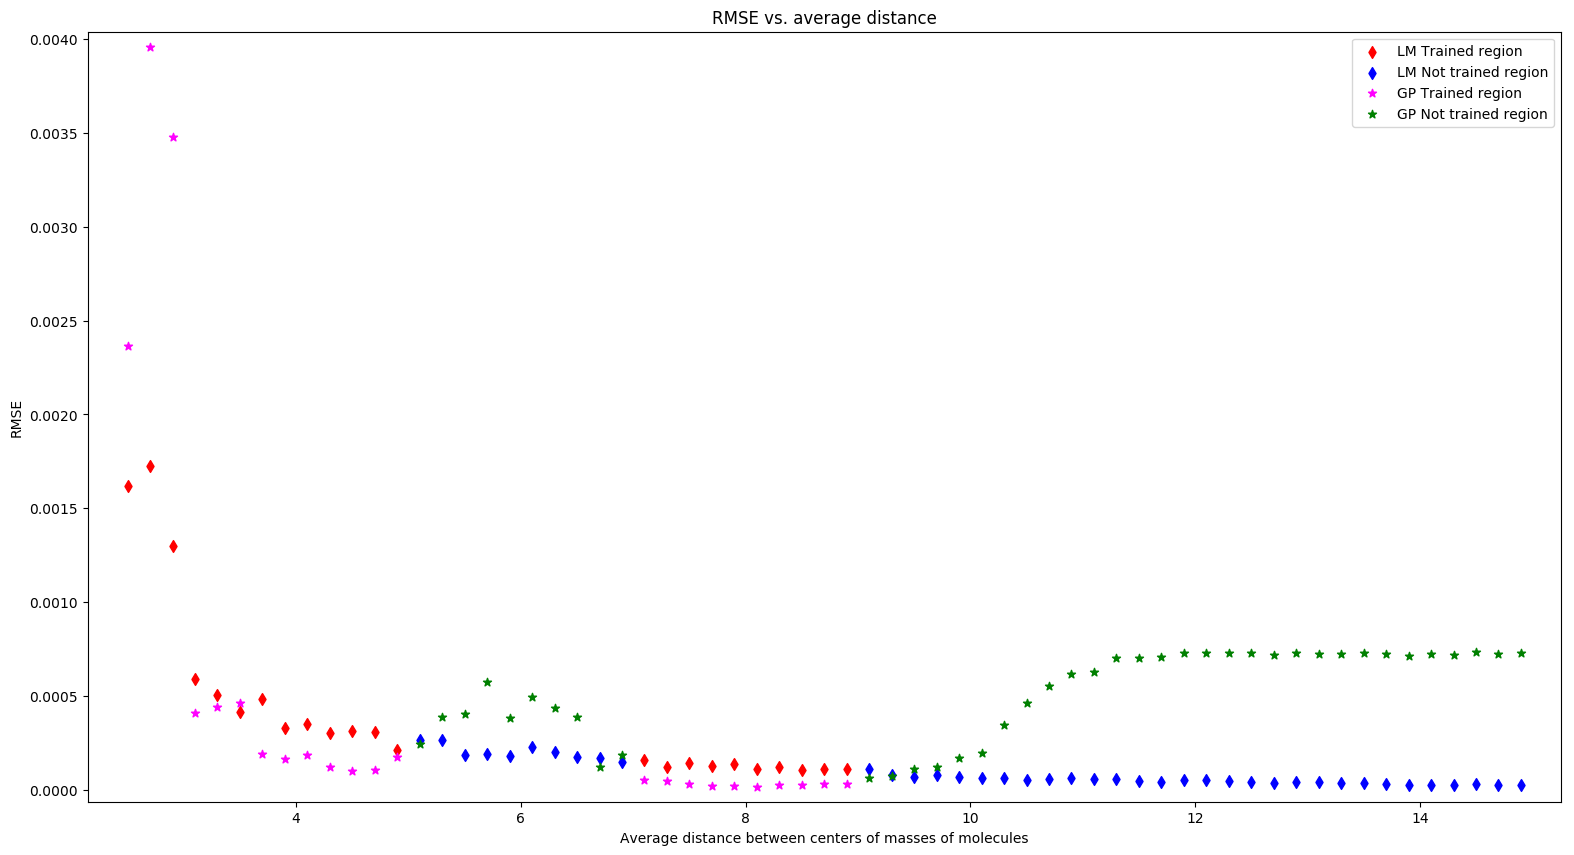 RMSE vs. average distance
LM Trained region
LM Not trained region
GP Trained region
GP Not trained region
0.0040
0.0035
0.0030
0.0025
0.0020
0.0015
0.0010
0.0005
0.0000
RMSE
4 6 8 10 12 14
Average distance between centers of masses of molecules